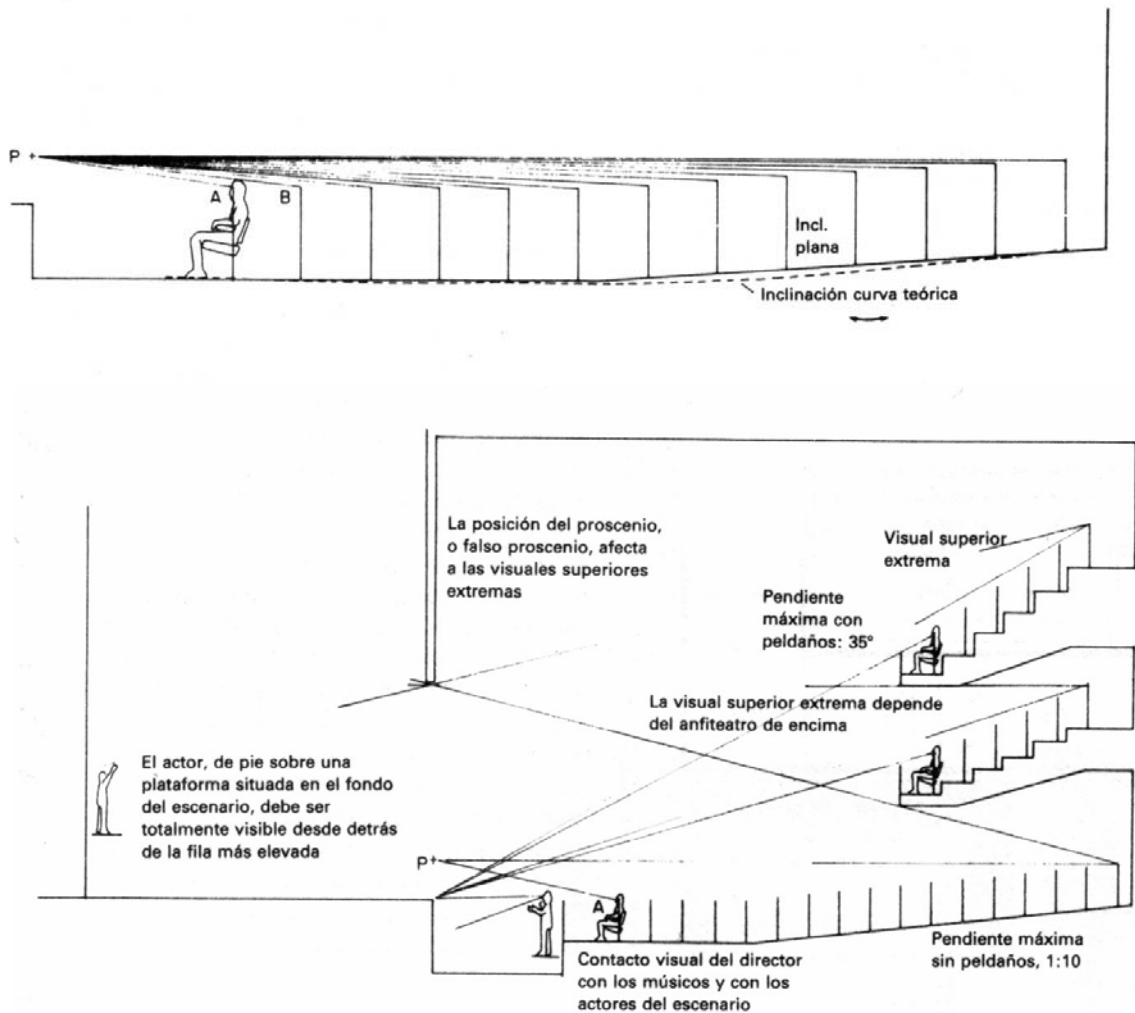 P
A
B
Incl.
plana
Inclinación curva teórica
La posición del proscenio,
o falso proscenio, afecta
a las visuales superiores
extremas
Visual superior
extrema
Pendiente
máxima con
peldaños: 35°
La visual superior extrema depende
del anfiteatro de encima
El actor, de pie sobre una
plataforma situada en el fondo
del escenario, debe ser
totalmente visible desde detrás
de la fila más elevada
P
A
Contacto visual del director
con los músicos y con los
actores del escenario
Pendiente máxima
sin peldaños, 1:10